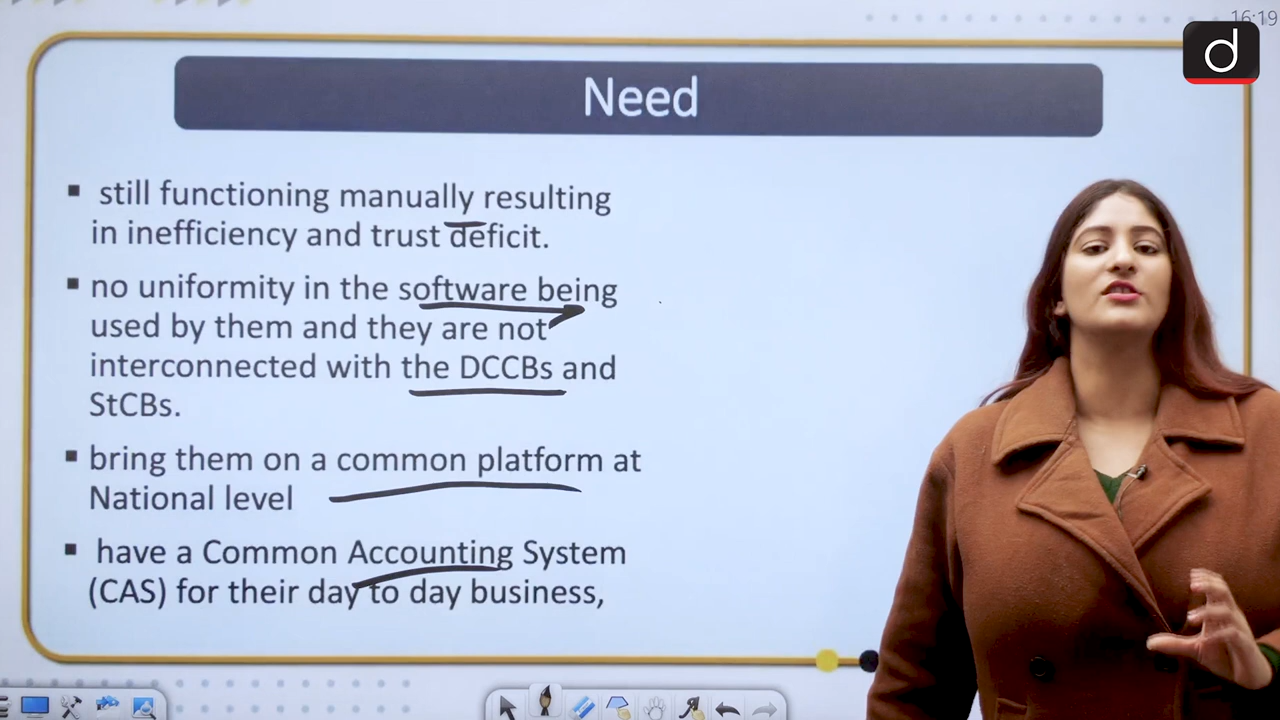 16:19
d
Need
▪ still functioning manually resulting
in inefficiency and trust deficit.
▪ no uniformity in the software being
used by them and they are not
interconnected with the DCCBs and
StCBs.
▪ bring them on a common platform at
National level
▪ have a Common Accounting System
(CAS) for their day to day business,